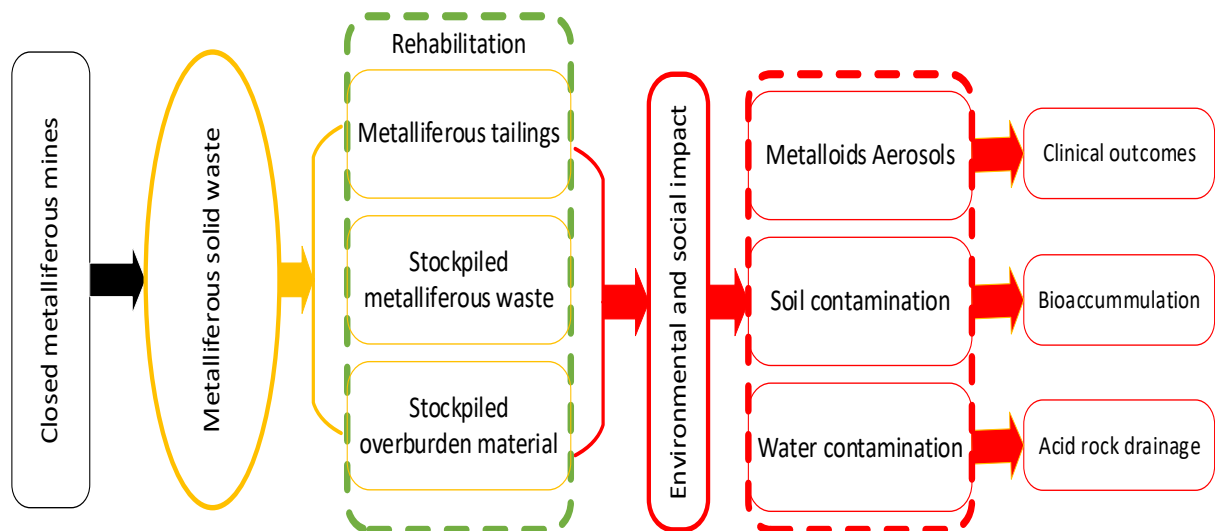 Closed metalliferous mines
Metalliferous solid waste
Rehabilitation
Metalliferous tailings
Stockpiled
metalliferous waste
Stockpiled
overburden material
Environmental and social impact
Metalloids Aerosols
Soil contamination
Water contamination
Clinical outcomes
Bioaccummulation
Acid rock drainage